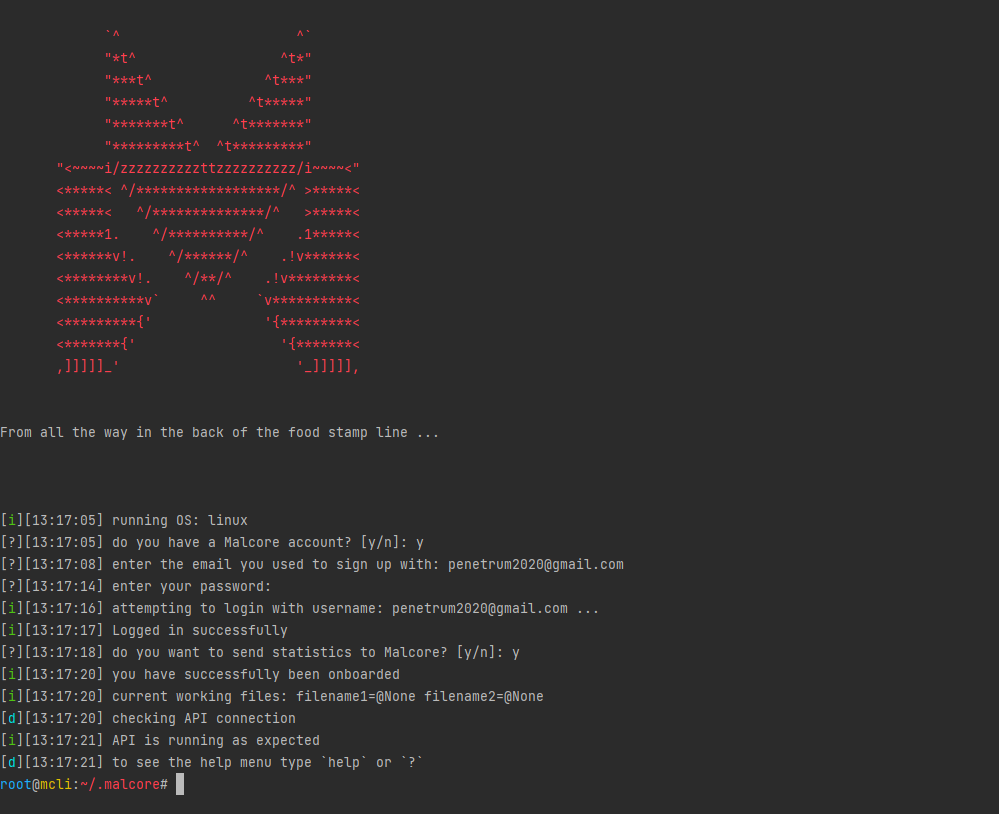 `^                      ^`
             "*t^                  ^t*"
             "***t^              ^t***"
             "*****t^          ^t*****"
             "*******t^      ^t*******"
             "*********t^  ^t*********"
       "<~~~~i/zzzzzzzzzzttzzzzzzzzzz/i~~~~<"
       <*****< ^/******************/^ >*****<
       <*****<   ^/**************/^   >*****<
       <*****1.    ^/**********/^    .1*****<
       <******v!.    ^/******/^    .!v******<
       <********v!.    ^/**/^    .!v********<
       <**********v`     ^^     `v**********<
       <*********{'              '{*********<
       <*******{'                  '{*******<
       ,]]]]]_'                      '_]]]]],
From all the way in the back of the food stamp line ...
[i][13:17:05] running OS: linux
[?][13:17:05] do you have a Malcore account? [y/n]: y
[?][13:17:08] enter the email you used to sign up with: penetrum2020@gmail.com
[?][13:17:14] enter your password:
[i][13:17:16] attempting to login with username: penetrum2020@gmail.com ...
[i][13:17:17] Logged in successfully
[?][13:17:18] do you want to send statistics to Malcore? [y/n]: y
[i][13:17:20] you have successfully been onboarded
[i][13:17:20] current working files: filename1=@None filename2=@None
[d][13:17:20] checking API connection
[i][13:17:21] API is running as expected
[d][13:17:21] to see the help menu type `help` or `?`
root@mcli:~/.malcore#